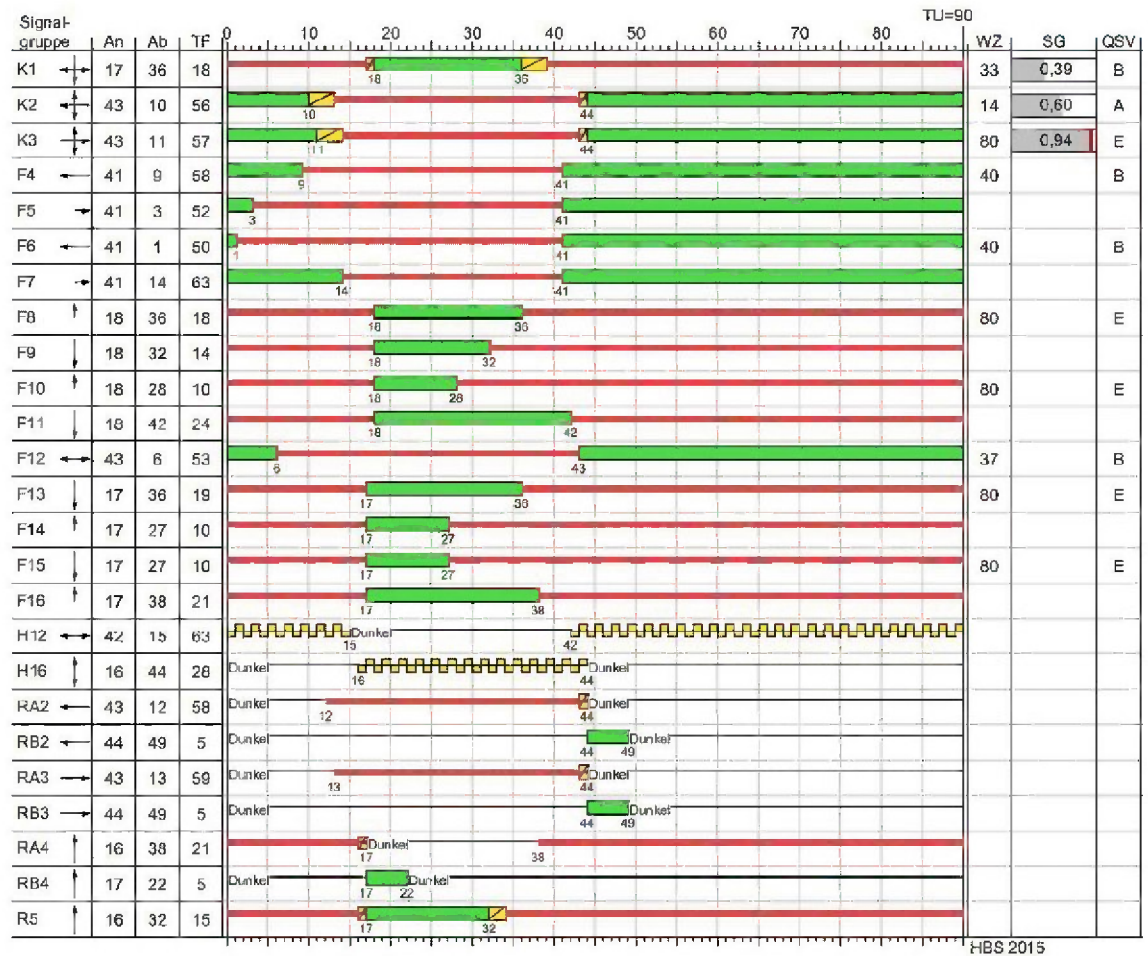 TU=90
Signal-
gruppe An Ab TF 0 10 20 30 40 50 60 70 80 WZ SG QSV
K1 17 36 18 18 36 33 0,39 B
K2 43 10 56 10 44 14 0,60 A
K3 43 11 57 11 44 80 0,94 E
F4 41 9 58 9 41 40 B
F5 41 3 52 3 41
F6 41 1 50 1 41 40 B
F7 41 14 63 14 41
F8 18 36 18 18 36 80 E
F9 18 32 14 18 32
F10 18 28 10 18 28 80 E
F11 18 42 24 18 42
F12 43 6 53 6 43 37 B
F13 17 36 19 17 36 80 E
F14 17 27 10 17 27
F15 17 27 10 17 27 80 E
F16 17 38 21 17 38
H12 42 15 63 15 Dunkel 42
H16 16 44 28 Dunkel 16 44 Dunkel
RA2 43 12 58 Dunkel 12 44 Dunkel
RB2 44 49 5 Dunkel 44 49 Dunkel
RA3 43 13 59 Dunkel 13 44 Dunkel
RB3 44 49 5 Dunkel 44 49 Dunkel
RA4 16 38 21 17 Dunkel 38
RB4 17 22 5 Dunkel 17 22 Dunkel
R5 16 32 15 17 32
HBS 2015